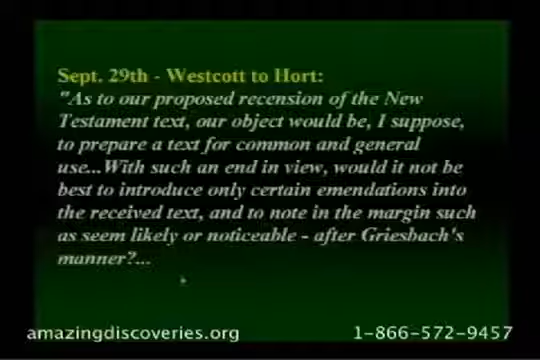 Sept. 29th - Westcott to Hort:
"As to our proposed recension of the New
Testament text, our object would be, I suppose,
to prepare a text for common and general
use...With such an end in view, would it not be
best to introduce only certain emendations into
the received text, and to note in the margin such
as seem likely or noticeable - after Griesbach's
manner?...
amazingdiscoveries.org 1-866-572-9457